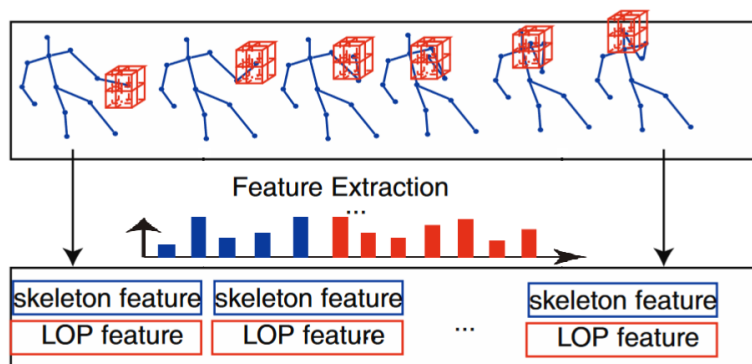 Feature Extraction
...
skeleton feature skeleton feature skeleton feature
LOP feature LOP feature ... LOP feature